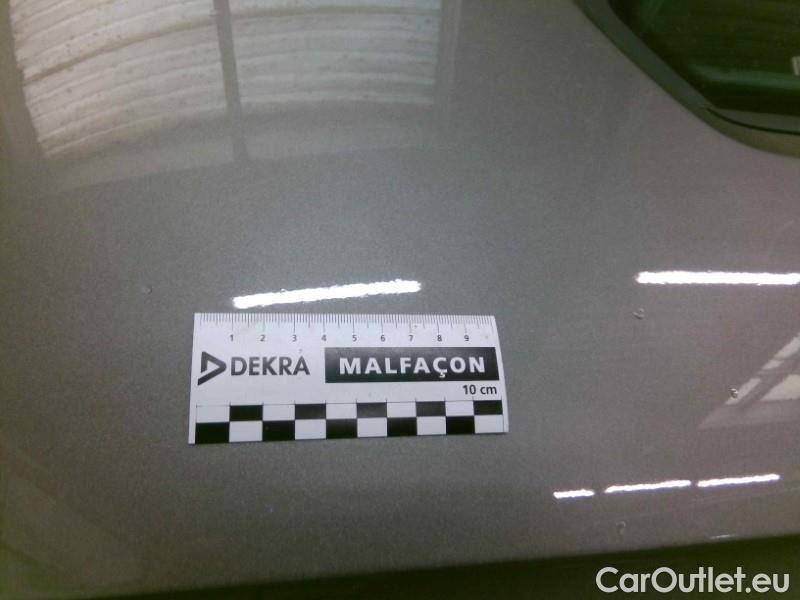 1 2 3 4 5 6 7 8 9
DEKRA MALFAÇON
10 cm
CarOutlet.eu